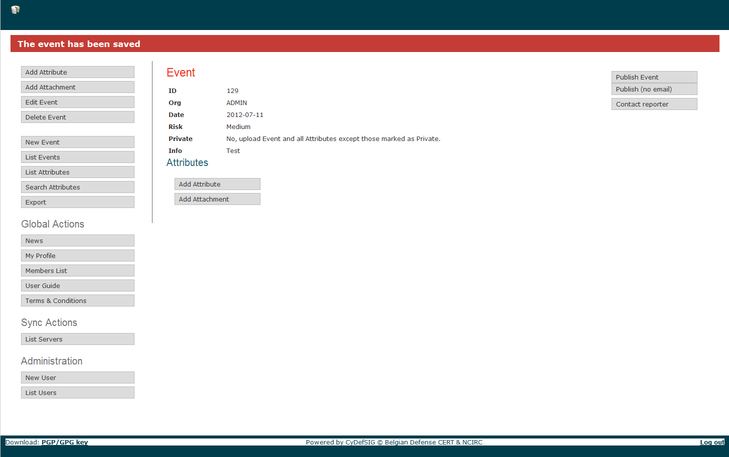 The event has been saved
Add Attribute
Add Attachment
Edit Event
Delete Event
New Event
List Events
List Attributes
Search Attributes
Export
Global Actions
News
My Profile
Members List
User Guide
Terms & Conditions
Sync Actions
List Servers
Administration
New User
List Users
Event
ID 129
Org ADMIN
Date 2012-07-11
Risk Medium
Private No, upload Event and all Attributes except those marked as Private.
Info Test
Attributes
Add Attribute
Add Attachment
Publish Event
Publish (no email)
Contact reporter
Download: PGP/GPG key Powered by CyDefSIG © Belgian Defense CERT & NCIRC Log out